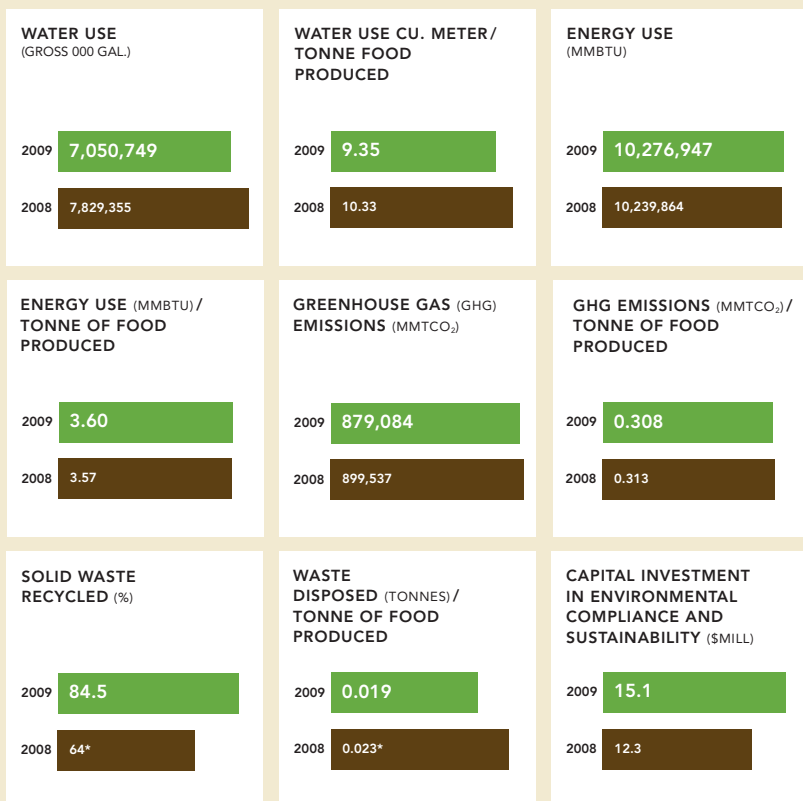 WATER USE
(GROSS 000 GAL.)
2009 7,050,749
2008 7,829,355
WATER USE CU. METER/
TONNE FOOD
PRODUCED
2009 9.35
2008 10.33
ENERGY USE
(MMBTU)
2009 10,276,947
2008 10,239,864
ENERGY USE (MMBTU)/
TONNE OF FOOD
PRODUCED
2009 3.60
2008 3.57
GREENHOUSE GAS (GHG)
EMISSIONS (MMTCO₂)
2009 879,084
2008 899,537
GHG EMISSIONS (MMTCO₂)/
TONNE OF FOOD
PRODUCED
2009 0.308
2008 0.313
SOLID WASTE
RECYCLED (%)
2009 84.5
2008 64*
WASTE
DISPOSED (TONNES)/
TONNE OF FOOD
PRODUCED
2009 0.019
2008 0.023*
CAPITAL INVESTMENT
IN ENVIRONMENTAL
COMPLIANCE AND
SUSTAINABILITY ($MILL)
2009 15.1
2008 12.3